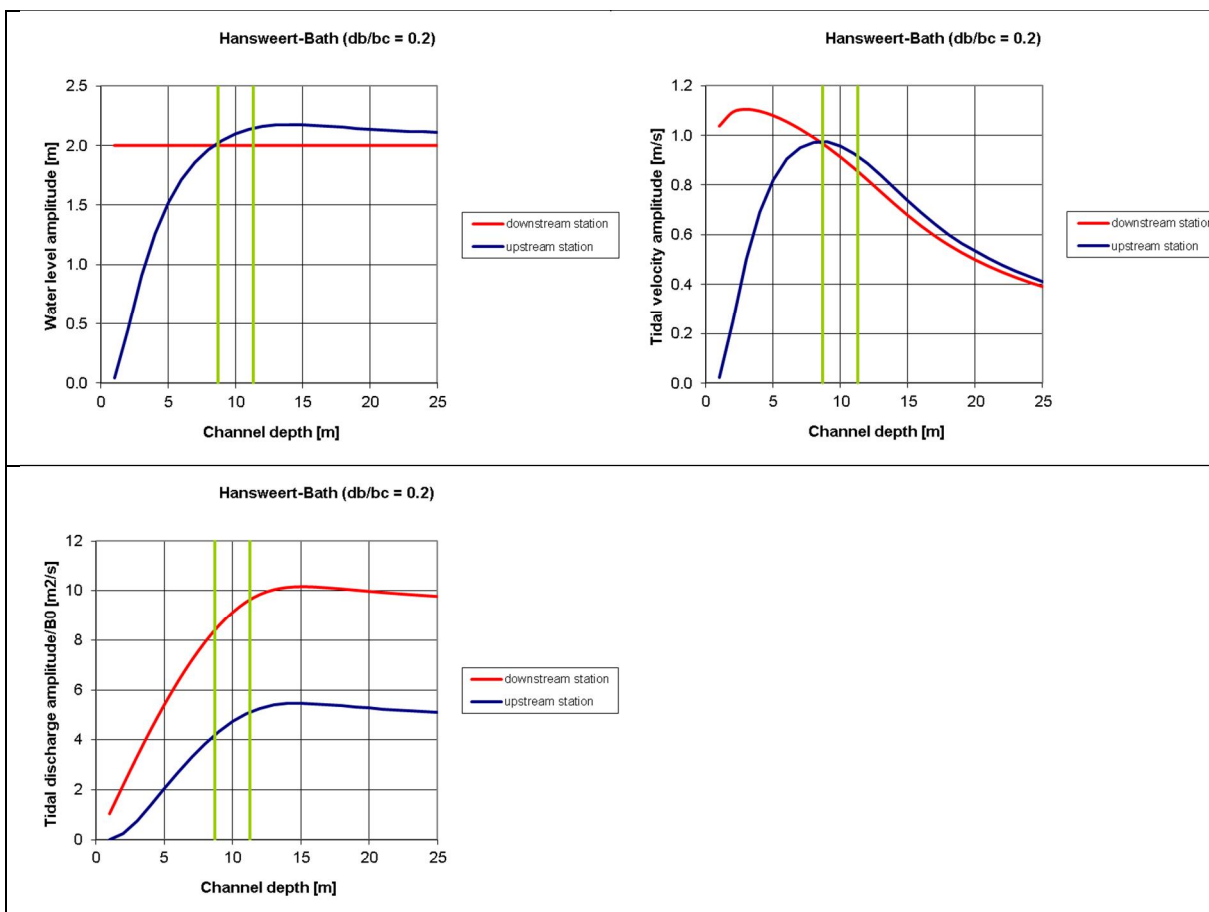 Hansweert-Bath (db/bc = 0.2)
2.5
2.0
1.5
1.0
0.5
0.0
Water level amplitude [m]
0 5 10 15 20 25
Channel depth [m]
downstream station
upstream station
Hansweert-Bath (db/bc = 0.2)
1.2
1.0
0.8
0.6
0.4
0.2
0.0
Tidal velocity amplitude [m/s]
0 5 10 15 20 25
Channel depth [m]
downstream station
upstream station
Hansweert-Bath (db/bc = 0.2)
12
10
8
6
4
2
0
Tidal discharge amplitude/B0 [m2/s]
0 5 10 15 20 25
Channel depth [m]
downstream station
upstream station